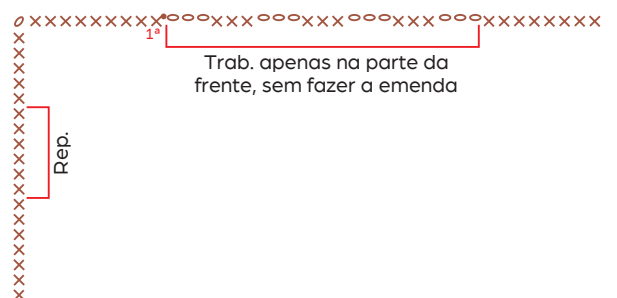 1ª
Trab. apenas na parte da
frente, sem fazer a emenda
Rep.